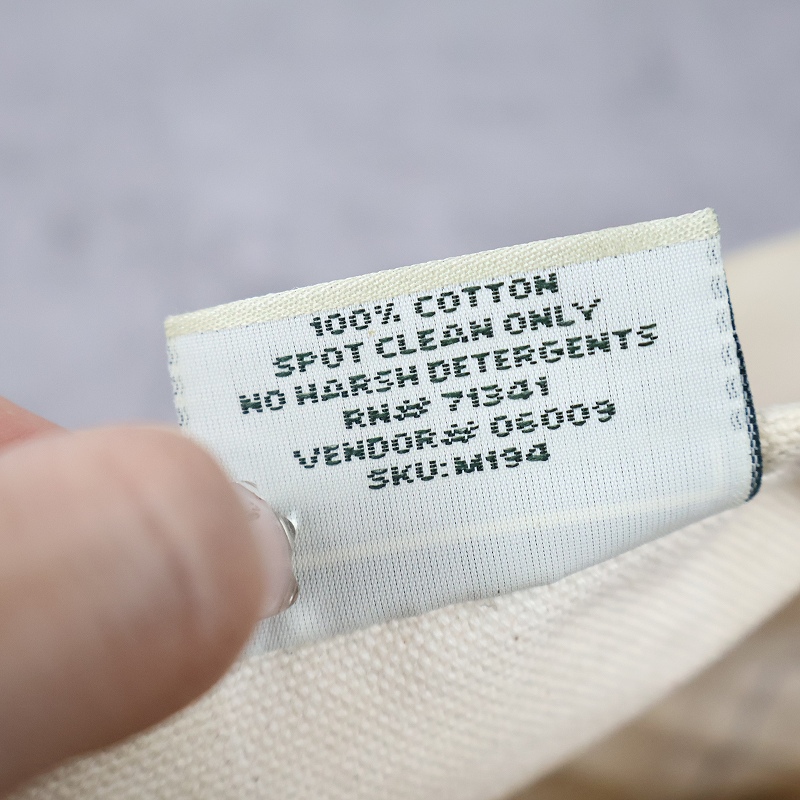 100% COTTON
SPOT CLEAN ONLY
NO HARSH DETERGENTS
RN# 71341
VENDOR# 06009
SKU: M194